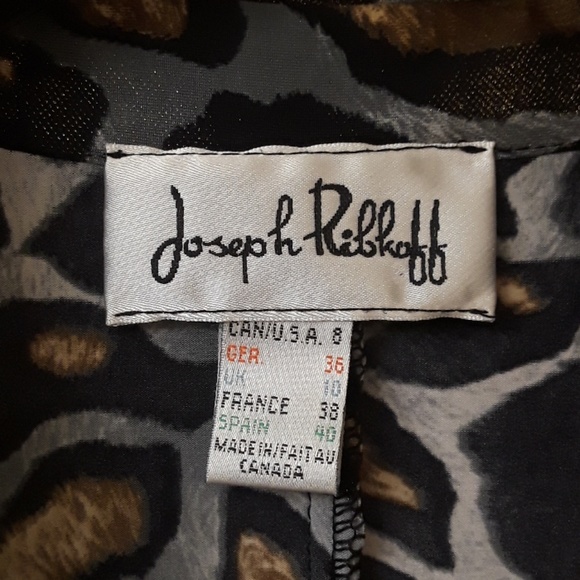 Joseph Ribkoff
CAN/U.S.A. 8
GER. 36
UK 10
FRANCE 38
SPAIN 40
MADE IN/FAIT AU
CANADA